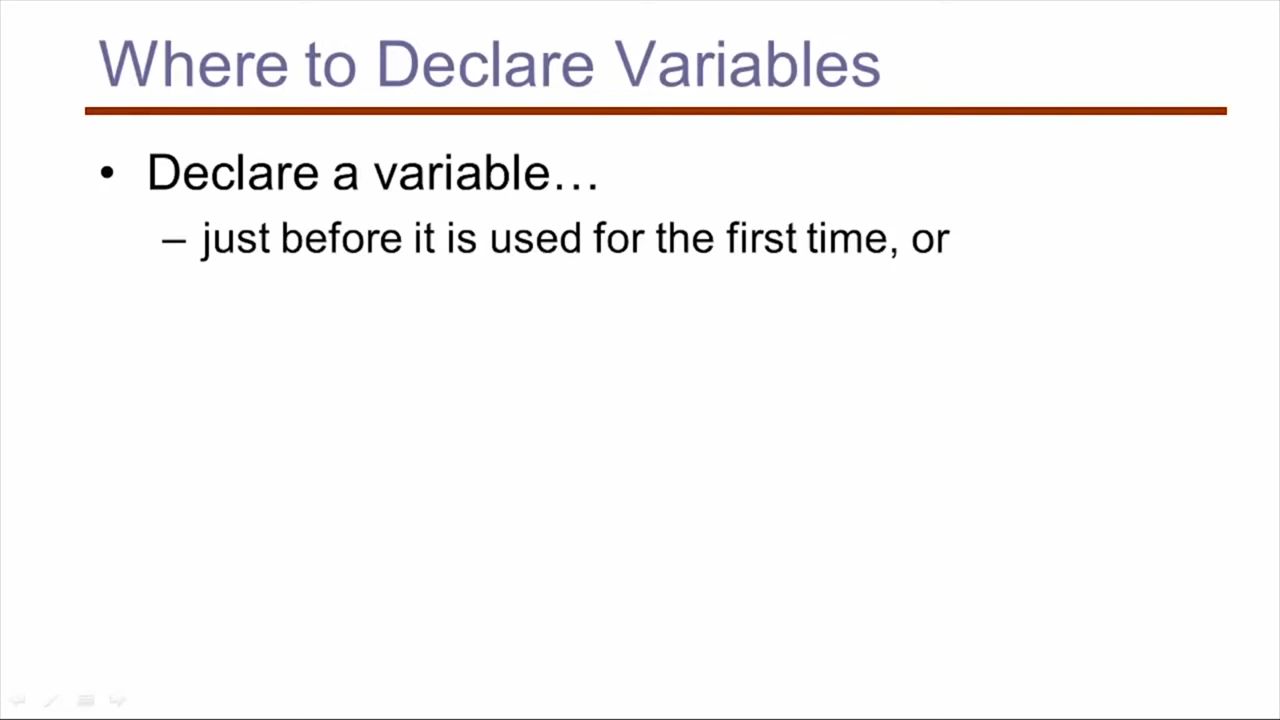 Where to Declare Variables
• Declare a variable…
– just before it is used for the first time, or